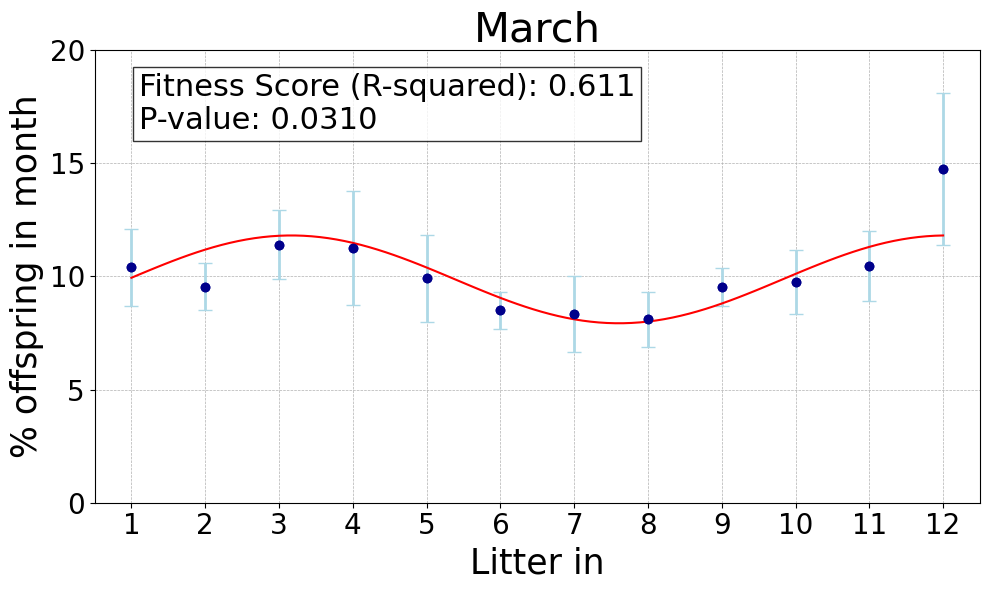 March
Fitness Score (R-squared): 0.611
P-value: 0.0310
% offspring in month
20
15
10
5
0
1 2 3 4 5 6 7 8 9 10 11 12
Litter in